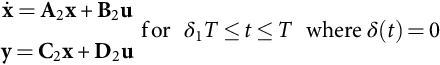 ẋ = A₂x + B₂u
for δ₁T ≤ t ≤ T where δ(t) = 0
y = C₂x + D₂u